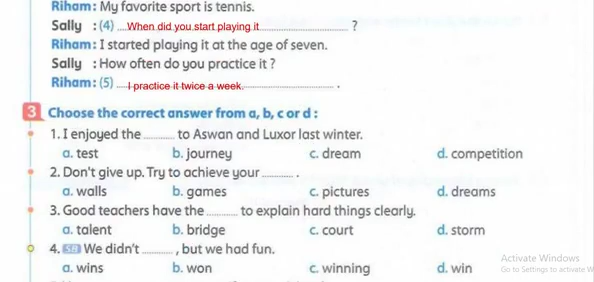 Riham: My favorite sport is tennis.
Sally : (4) When did you start playing it ?
Riham: I started playing it at the age of seven.
Sally : How often do you practice it ?
Riham: (5) I practice it twice a week. .
3 Choose the correct answer from a, b, c or d :
1. I enjoyed the .......... to Aswan and Luxor last winter.
a. test b. journey c. dream d. competition
2. Don't give up. Try to achieve your .......... .
a. walls b. games c. pictures d. dreams
3. Good teachers have the .......... to explain hard things clearly.
a. talent b. bridge c. court d. storm
4. SB We didn't .......... , but we had fun.
a. wins b. won c. winning d. win
Activate Windows
Go to Settings to activate W